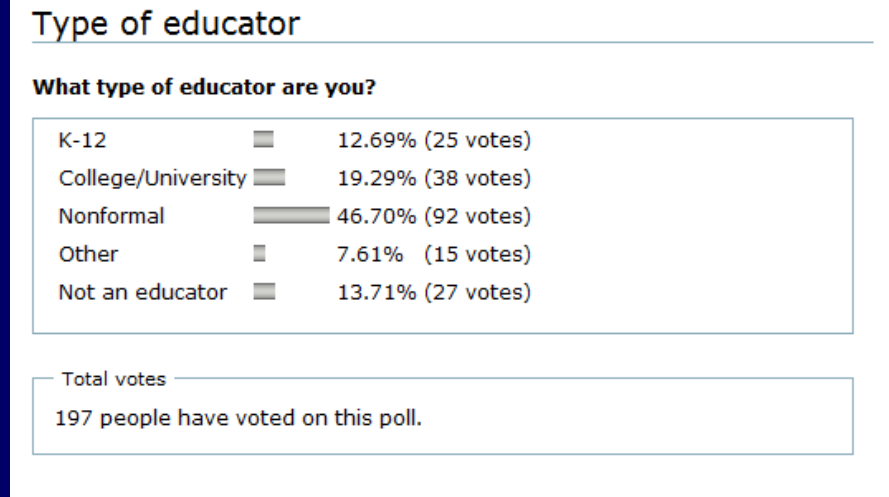 Type of educator
What type of educator are you?
K-12 12.69% (25 votes)
College/University 19.29% (38 votes)
Nonformal 46.70% (92 votes)
Other 7.61% (15 votes)
Not an educator 13.71% (27 votes)
Total votes
197 people have voted on this poll.